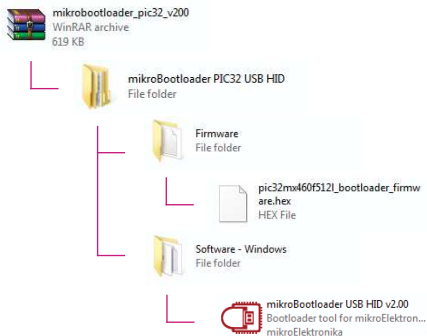 mikrobootloader_pic32_v200
WinRAR archive
619 KB
mikroBootloader PIC32 USB HID
File folder
Firmware
File folder
pic32mx460f512l_bootloader_firmw
are.hex
HEX File
Software - Windows
File folder
mikroBootloader USB HID v2.00
Bootloader tool for mikroElektron...
mikroElektronika